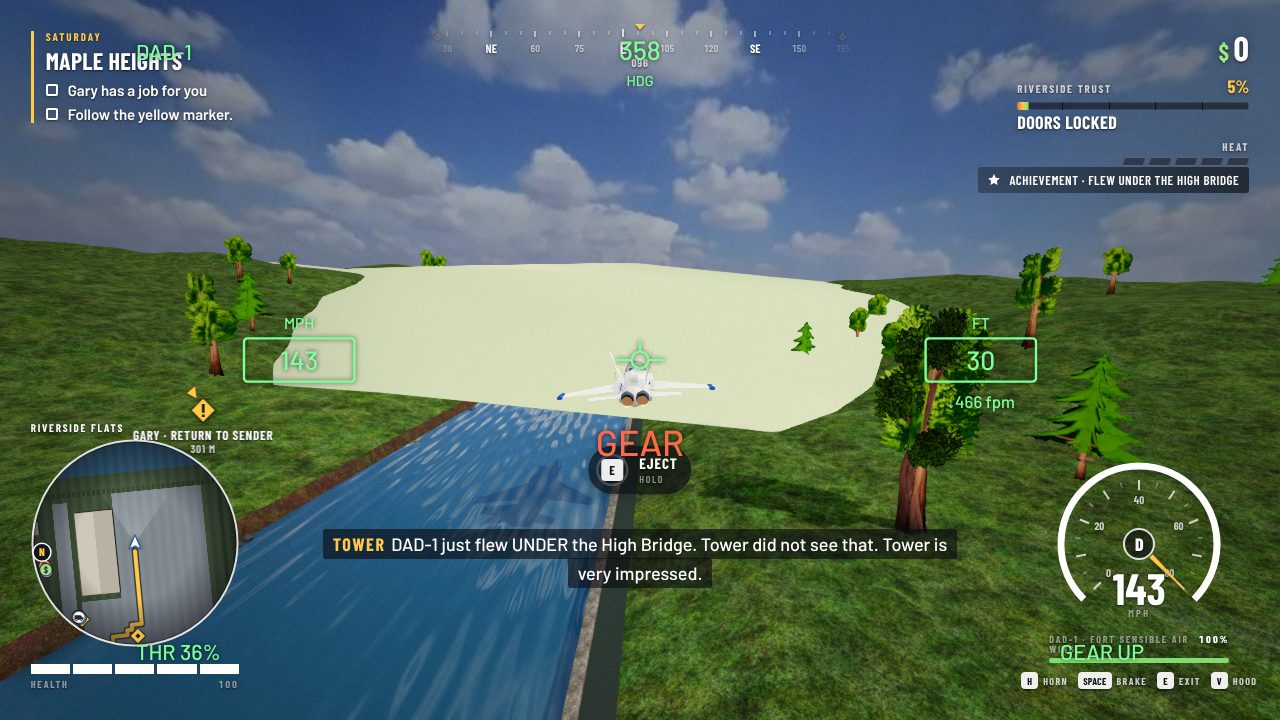 SATURDAY
MAPLE HEIGHTS
DAD-1
Gary has a job for you
Follow the yellow marker.
30 NE 60 75 E 105 120 SE 150 165
358
098
HDG
$ 0
RIVERSIDE TRUST 5%
DOORS LOCKED
HEAT
ACHIEVEMENT · FLEW UNDER THE HIGH BRIDGE
MPH
143
FT
30
466 fpm
GARY · RETURN TO SENDER
301 M
RIVERSIDE FLATS
N
$
GEAR
E EJECT
HOLD
TOWER DAD-1 just flew UNDER the High Bridge. Tower did not see that. Tower is
very impressed.
0 20 40 60
D
143
MPH
THR 36%
HEALTH 100
DAD-1 · FORT SENSIBLE AIR 100%
GEAR UP
H HORN SPACE BRAKE E EXIT V HOOD